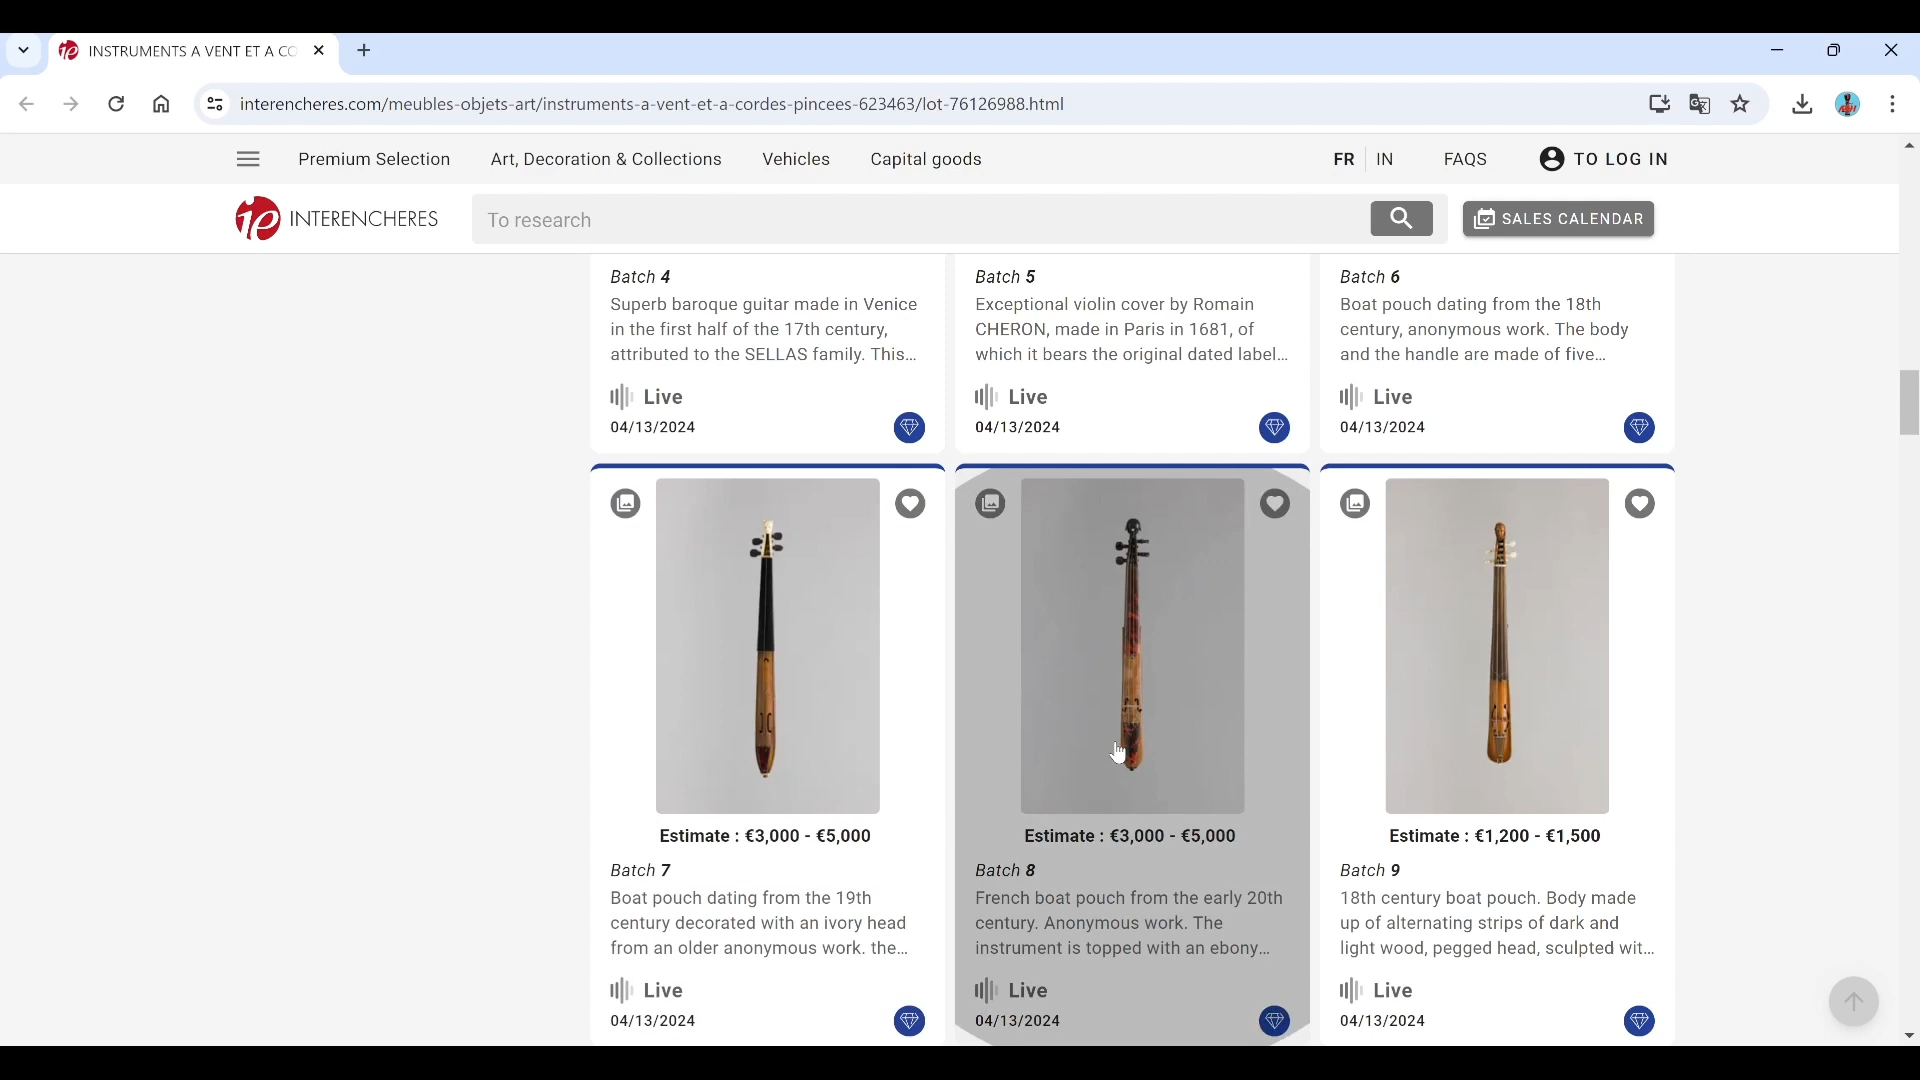 INSTRUMENTS A VENT ET A CO
interencheres.com/meubles-objets-art/instruments-a-vent-et-a-cordes-pincees-623463/lot-76126988.html
Premium Selection Art, Decoration & Collections Vehicles Capital goods FR IN FAQS TO LOG IN
INTERENCHERES To research SALES CALENDAR
Batch 4
Superb baroque guitar made in Venice
in the first half of the 17th century,
attributed to the SELLAS family. This...
Live
04/13/2024
Batch 5
Exceptional violin cover by Romain
CHERON, made in Paris in 1681, of
which it bears the original dated label...
Live
04/13/2024
Batch 6
Boat pouch dating from the 18th
century, anonymous work. The body
and the handle are made of five...
Live
04/13/2024
Estimate : €3,000 - €5,000
Batch 7
Boat pouch dating from the 19th
century decorated with an ivory head
from an older anonymous work. the...
Live
04/13/2024
Estimate : €3,000 - €5,000
Batch 8
French boat pouch from the early 20th
century. Anonymous work. The
instrument is topped with an ebony...
Live
04/13/2024
Estimate : €1,200 - €1,500
Batch 9
18th century boat pouch. Body made
up of alternating strips of dark and
light wood, pegged head, sculpted wit...
Live
04/13/2024